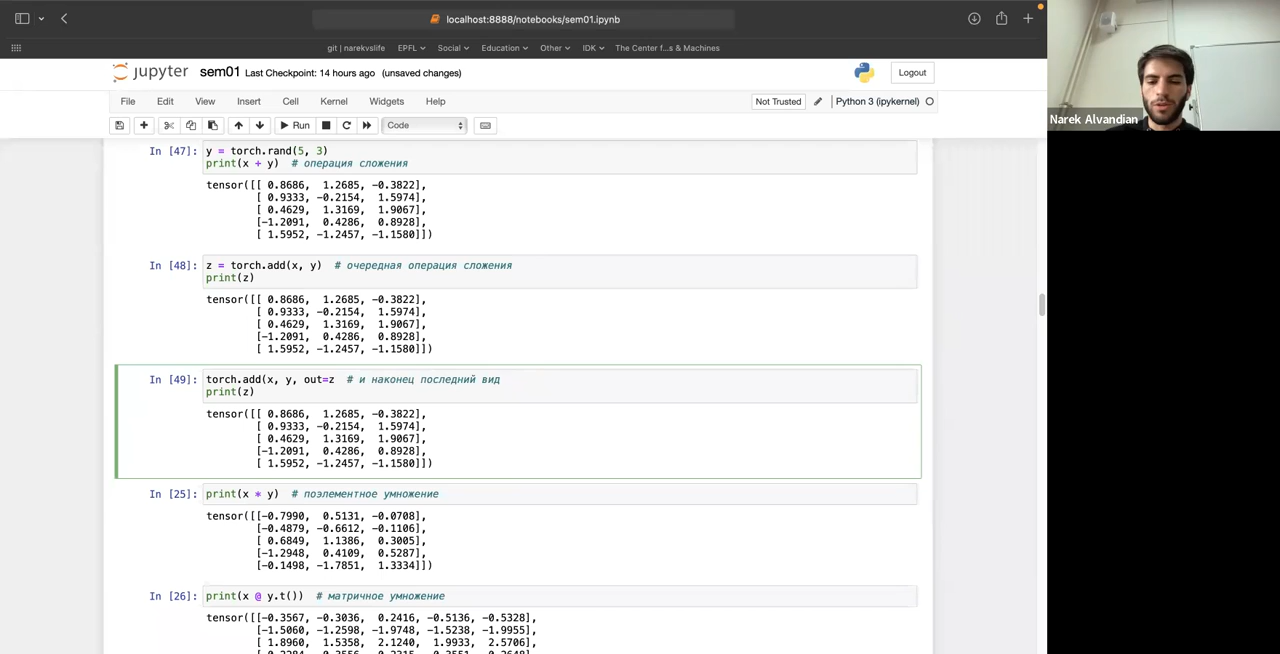 localhost:8888/notebooks/sem01.ipynb
git | narekvslife EPFL Social Education Other IDK The Center f...s & Machines
jupyter sem01 Last Checkpoint: 14 hours ago (unsaved changes) Logout
File Edit View Insert Cell Kernel Widgets Help Not Trusted Python 3 (ipykernel)
Run Code
Narek Alvandian
In [47]: y = torch.rand(5, 3)
print(x + y) # операция сложения
tensor([[ 0.8686, 1.2685, -0.3822],
[ 0.9333, -0.2154, 1.5974],
[ 0.4629, 1.3169, 1.9067],
[-1.2091, 0.4286, 0.8928],
[ 1.5952, -1.2457, -1.1580]])
In [48]: z = torch.add(x, y) # очередная операция сложения
print(z)
tensor([[ 0.8686, 1.2685, -0.3822],
[ 0.9333, -0.2154, 1.5974],
[ 0.4629, 1.3169, 1.9067],
[-1.2091, 0.4286, 0.8928],
[ 1.5952, -1.2457, -1.1580]])
In [49]: torch.add(x, y, out=z # и наконец последний вид
print(z)
tensor([[ 0.8686, 1.2685, -0.3822],
[ 0.9333, -0.2154, 1.5974],
[ 0.4629, 1.3169, 1.9067],
[-1.2091, 0.4286, 0.8928],
[ 1.5952, -1.2457, -1.1580]])
In [25]: print(x * y) # поэлементное умножение
tensor([[-0.7990, 0.5131, -0.0708],
[-0.4879, -0.6612, -0.1106],
[ 0.6849, 1.1386, 0.3005],
[-1.2948, 0.4109, 0.5287],
[-0.1498, -1.7851, 1.3334]])
In [26]: print(x @ y.t()) # матричное умножение
tensor([[-0.3567, -0.3036, 0.2416, -0.5136, -0.5328],
[-1.5060, -1.2598, -1.9748, -1.5238, -1.9955],
[ 1.8960, 1.5358, 2.1240, 1.9933, 2.5706],